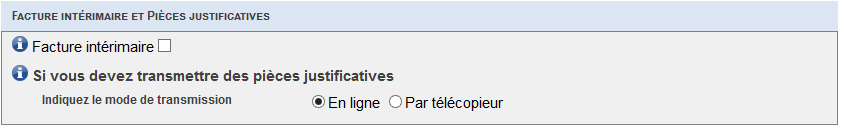 Facture intérimaire et Pièces justificatives
Facture intérimaire
Si vous devez transmettre des pièces justificatives
Indiquez le mode de transmission En ligne Par télécopieur